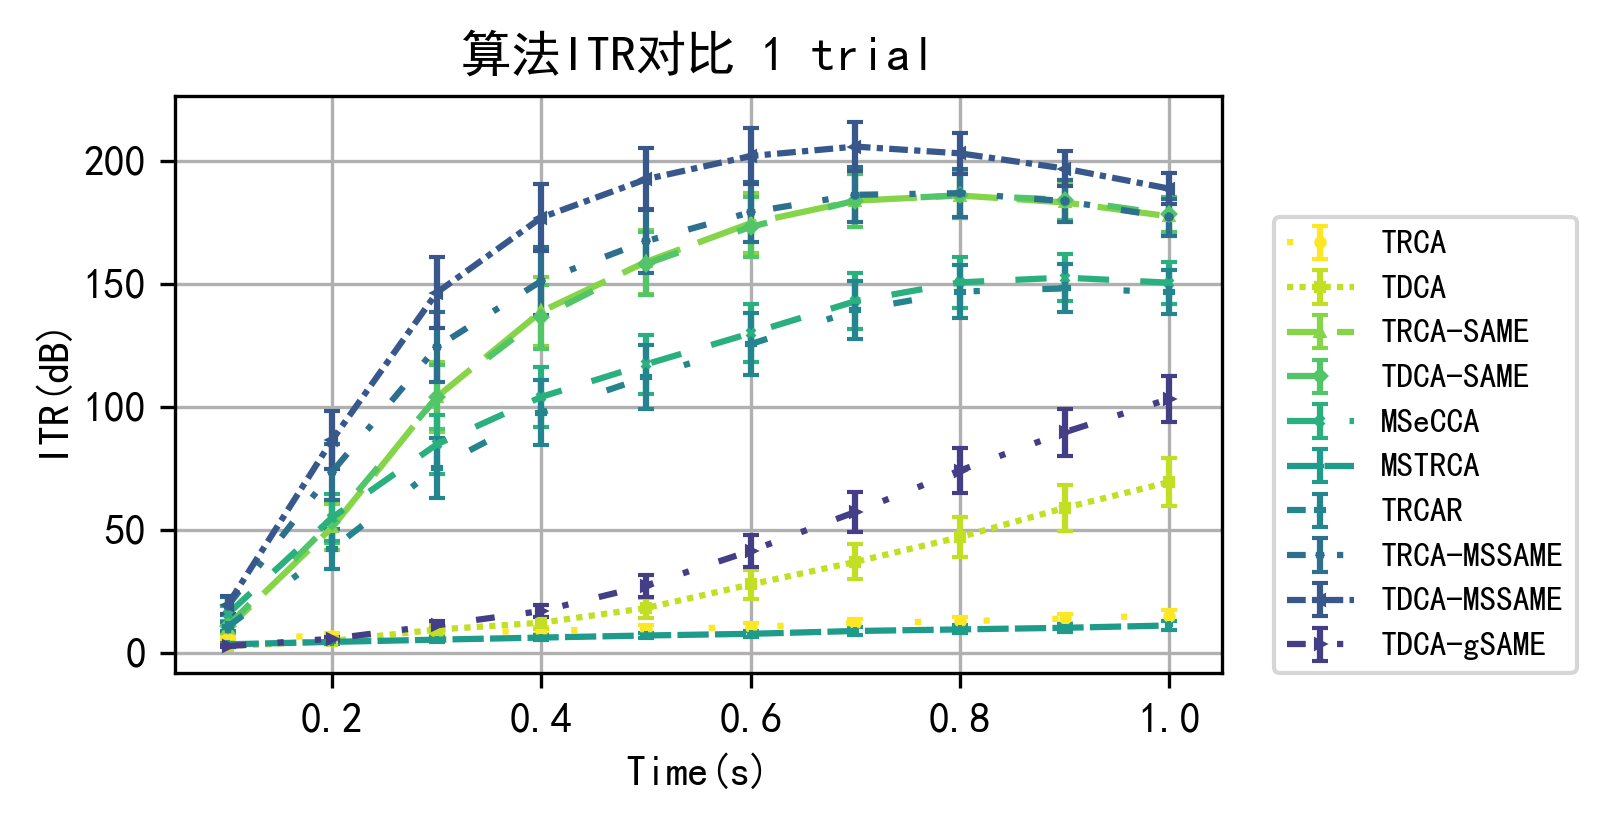 算法ITR对比 1 trial
ITR(dB)
200
150
100
50
0
0.2 0.4 0.6 0.8 1.0
Time(s)
TRCA
TDCA
TRCA-SAME
TDCA-SAME
MSeCCA
MSTRCA
TRCAR
TRCA-MSSAME
TDCA-MSSAME
TDCA-gSAME